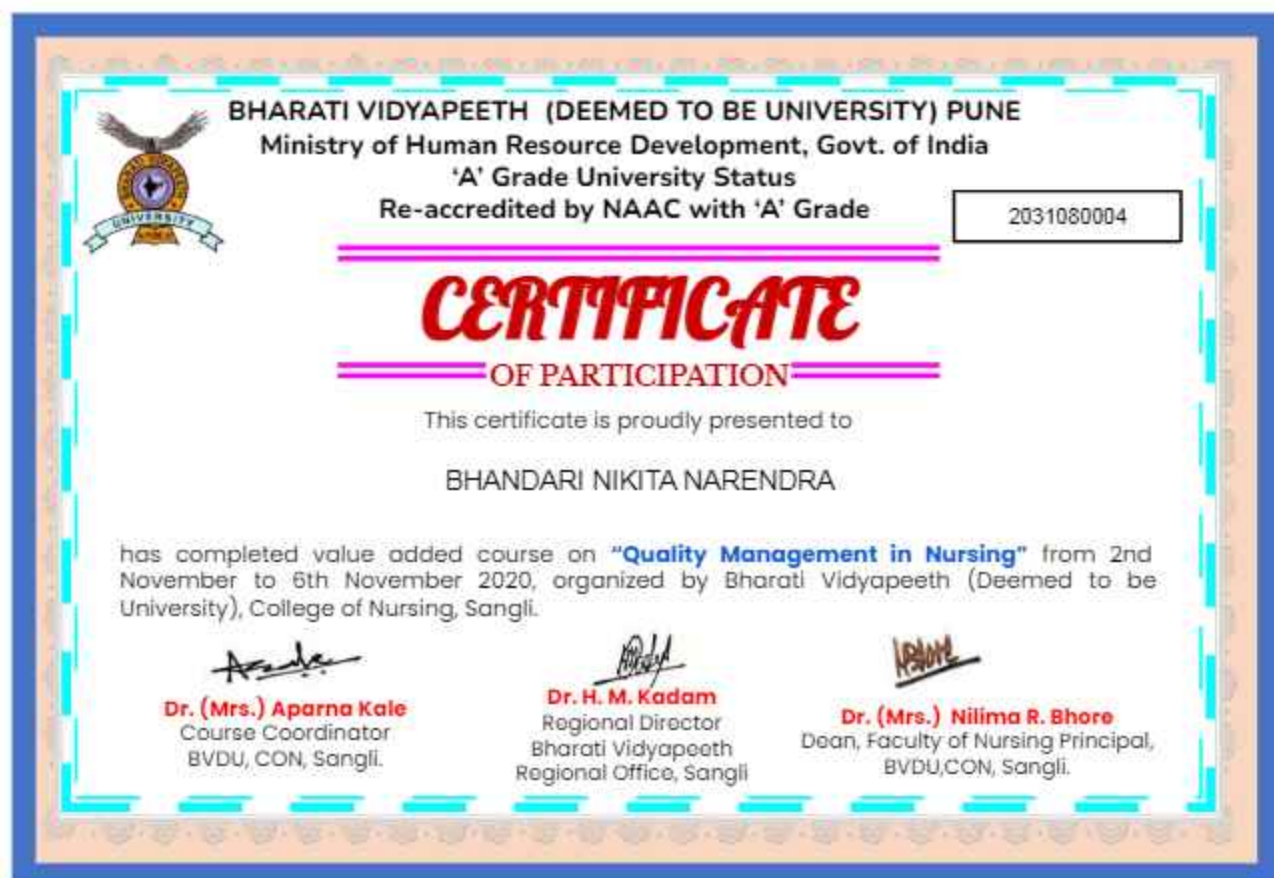 BHARATI VIDYAPEETH (DEEMED TO BE UNIVERSITY) PUNE
Ministry of Human Resource Development, Govt. of India
‘A’ Grade University Status
Re-accredited by NAAC with ‘A’ Grade
2031080004
BHARATI VIDYAPEETH
UNIVERSITY
CERTIFICATE
OF PARTICIPATION
This certificate is proudly presented to
BHANDARI NIKITA NARENDRA
has completed value added course on “Quality Management in Nursing” from 2nd
November to 6th November 2020, organized by Bharati Vidyapeeth (Deemed to be
University), College of Nursing, Sangli.
Dr. (Mrs.) Aparna Kale
Course Coordinator
BVDU, CON, Sangli.
Dr. H. M. Kadam
Regional Director
Bharati Vidyapeeth
Regional Office, Sangli
Dr. (Mrs.) Nilima R. Bhore
Dean, Faculty of Nursing Principal,
BVDU,CON, Sangli.